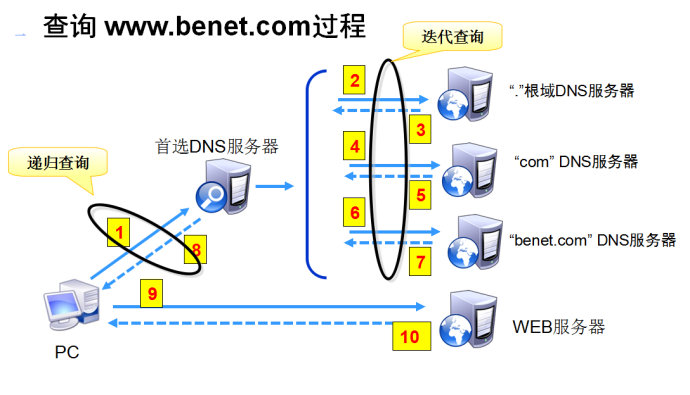 查询 www.benet.com过程
迭代查询
2
“.”根域DNS服务器
3
首选DNS服务器
4
递归查询
“com” DNS服务器
5
6
1
8
“benet.com” DNS服务器
7
9
10
WEB服务器
PC